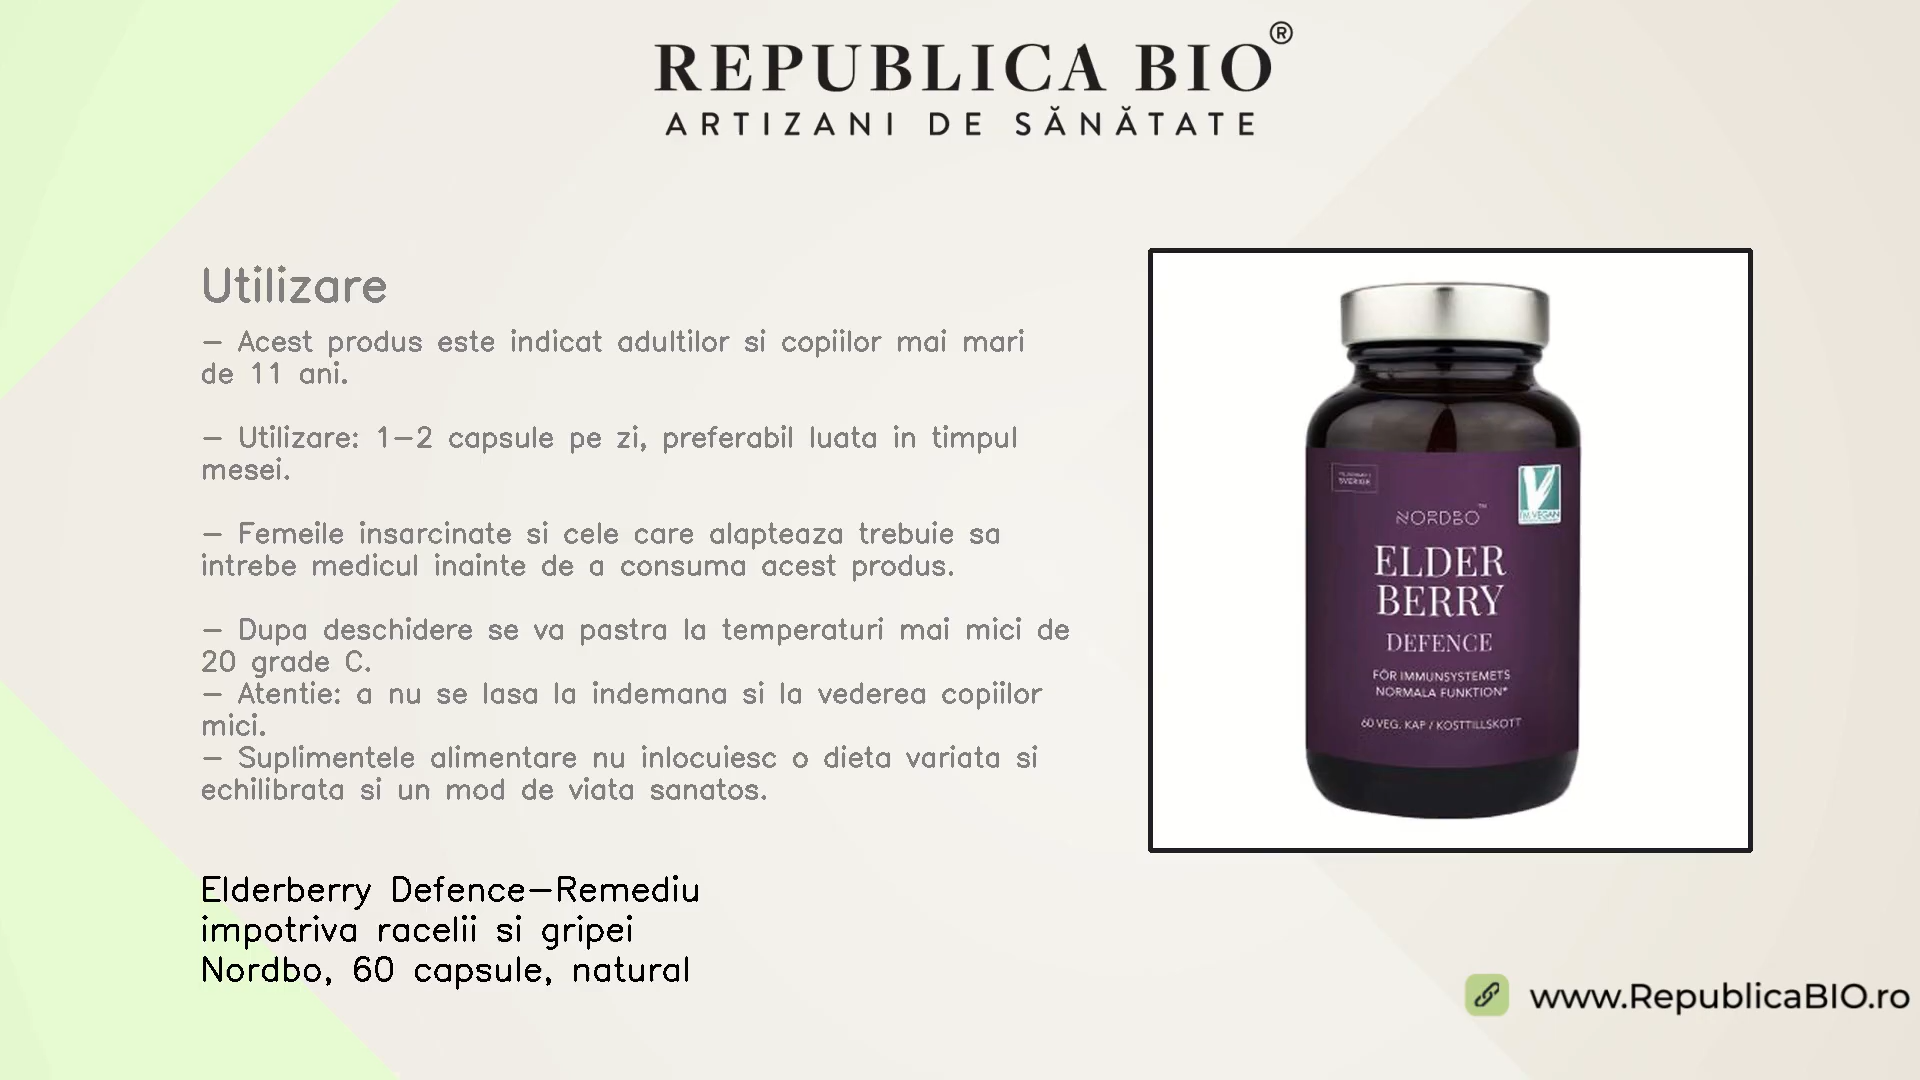 REPUBLICA BIO®
ARTIZANI DE SĂNĂTATE
Utilizare
- Acest produs este indicat adultilor si copiilor mai mari
de 11 ani.
- Utilizare: 1-2 capsule pe zi, preferabil luata in timpul
mesei.
- Femeile insarcinate si cele care alapteaza trebuie sa
intrebe medicul inainte de a consuma acest produs.
- Dupa deschidere se va pastra la temperaturi mai mici de
20 grade C.
- Atentie: a nu se lasa la indemana si la vederea copiilor
mici.
- Suplimentele alimentare nu inlocuiesc o dieta variata si
echilibrata si un mod de viata sanatos.
SVERIGE
NORDBO™
I'M VEGAN
ELDER
BERRY
DEFENCE
FÖR IMMUNSYSTEMETS
NORMALA FUNKTION*
60 VEG. KAP / KOSTTILLSKOTT
Elderberry Defence-Remediu
impotriva racelii si gripei
Nordbo, 60 capsule, natural
www.RepublicaBIO.ro